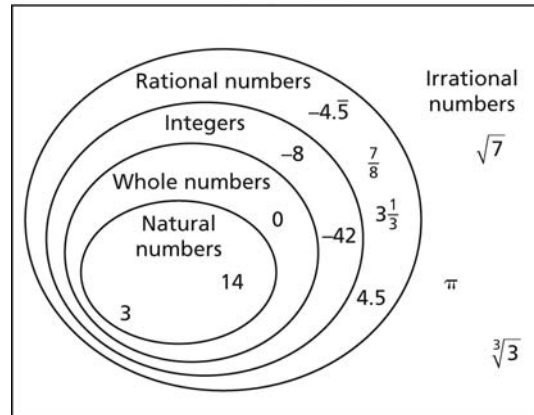 Rational numbers
Irrational
numbers
−4.5̅
Integers
√7
−8
7/8
Whole numbers
0
3 1/3
Natural
numbers
−42
14
π
4.5
3
∛3